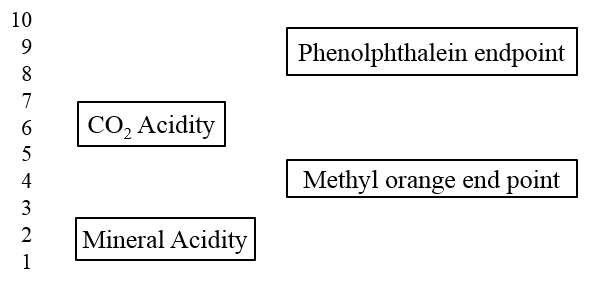 10
9
Phenolphthalein endpoint
8
7
CO₂ Acidity
6
5
4
Methyl orange end point
3
2
Mineral Acidity
1